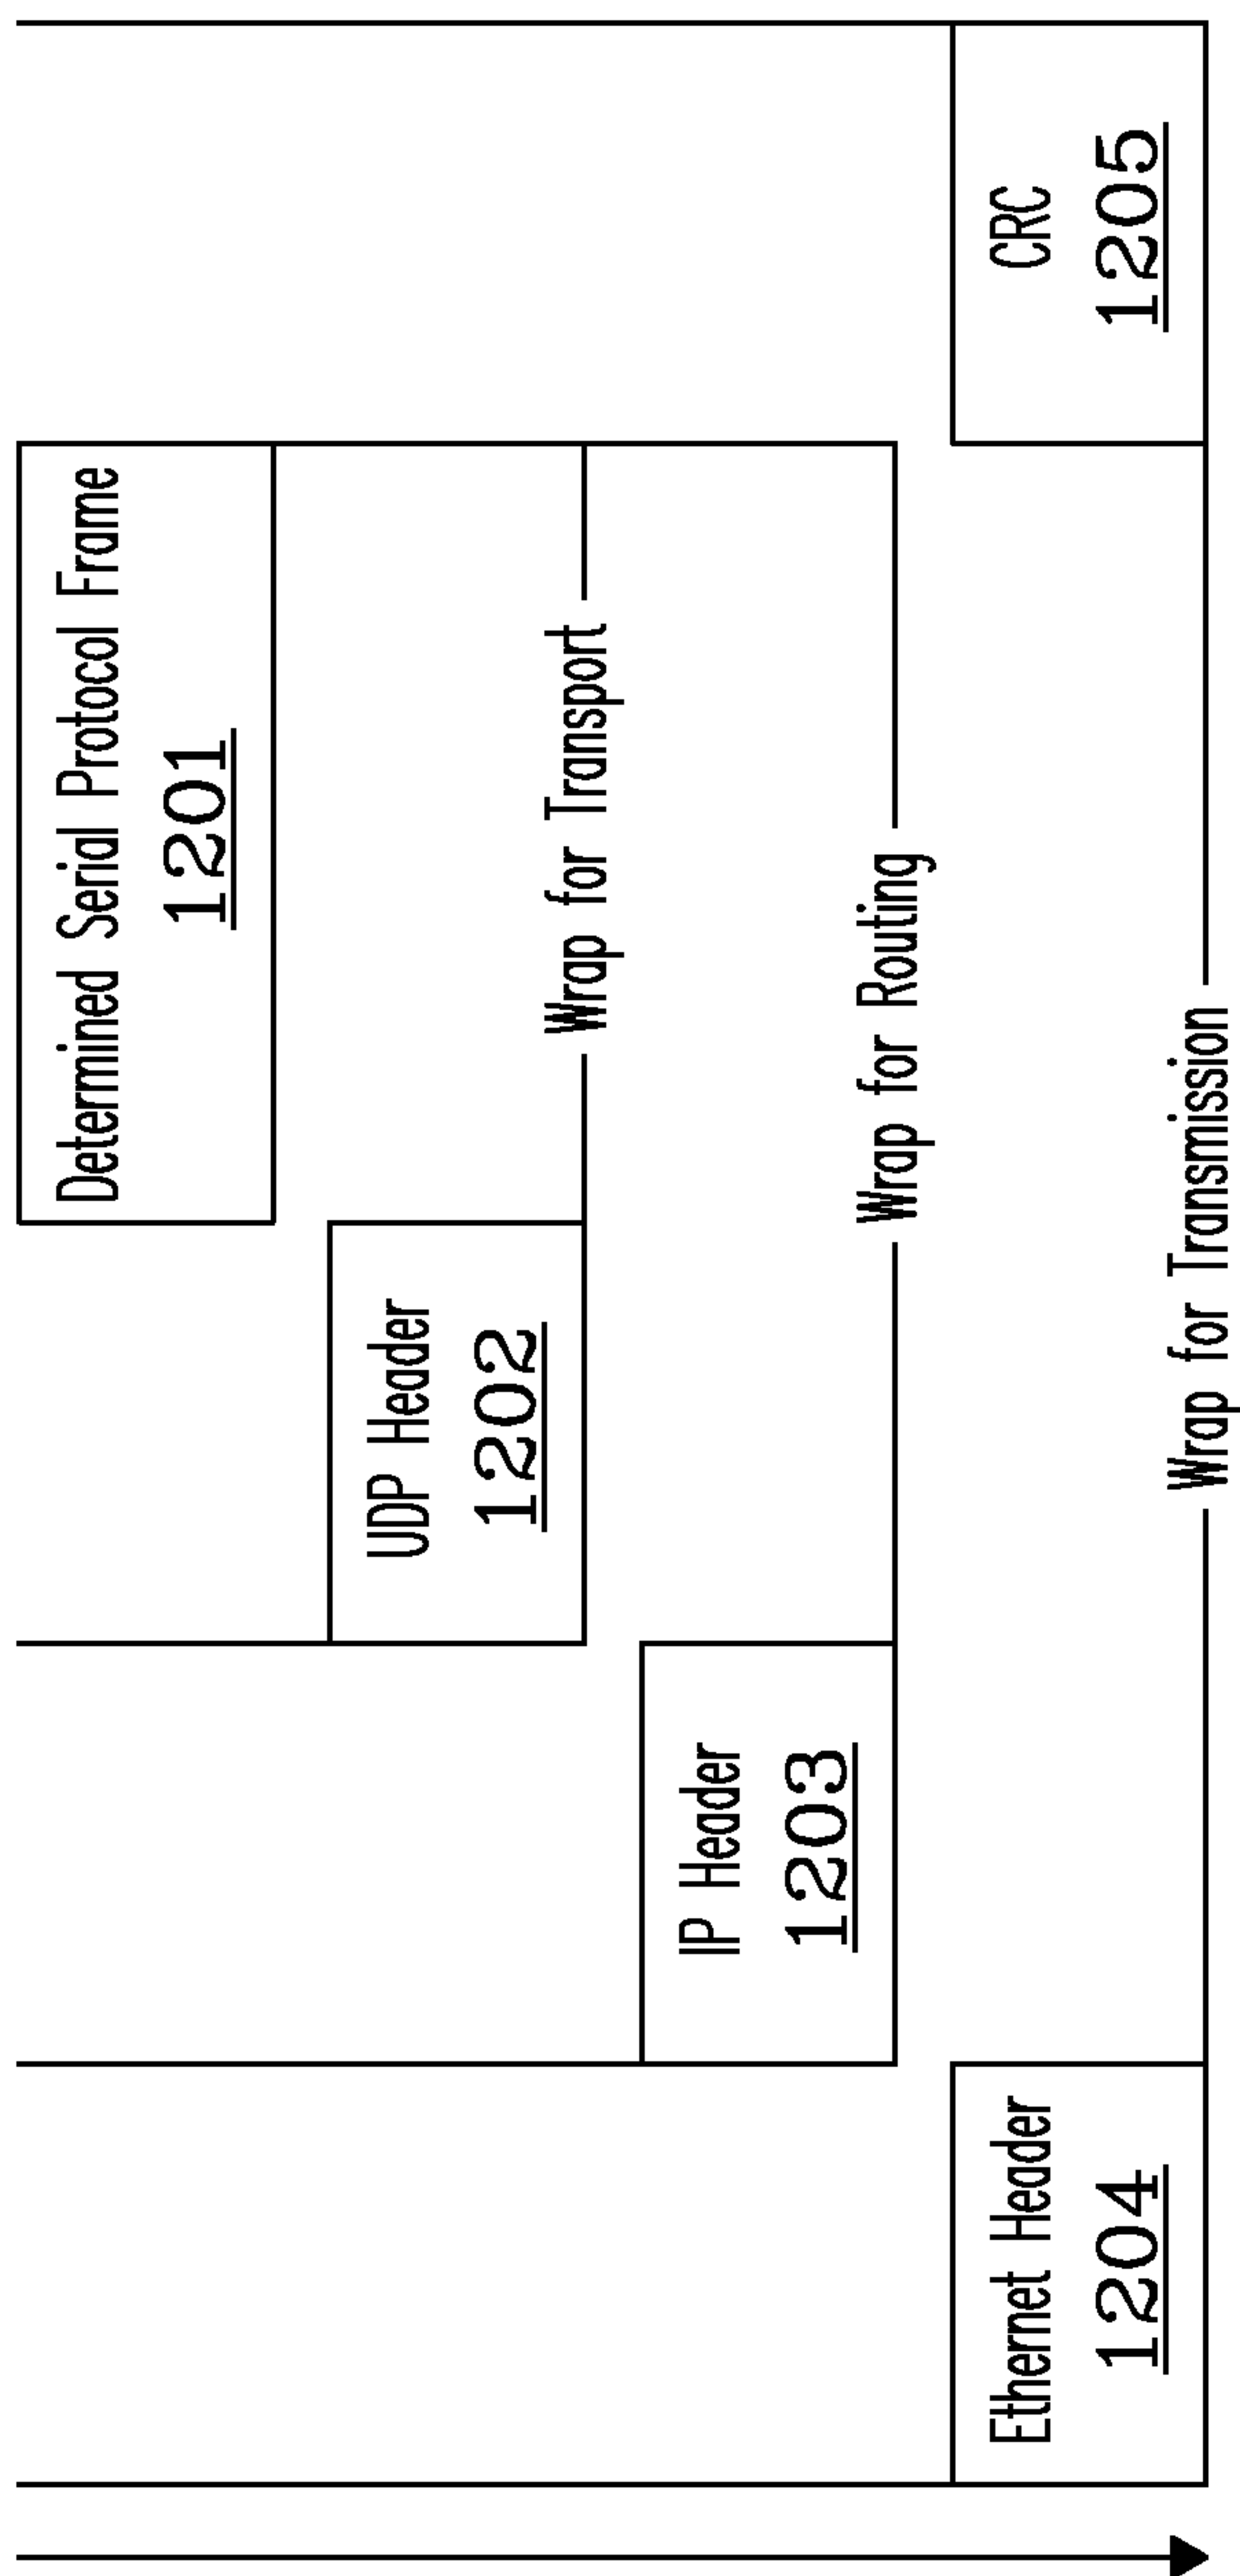 Determined Serial Protocol Frame
1201
UDP Header
1202
Wrap for Transport
IP Header
1203
Wrap for Routing
Ethernet Header
1204
CRC
1205
Wrap for Transmission